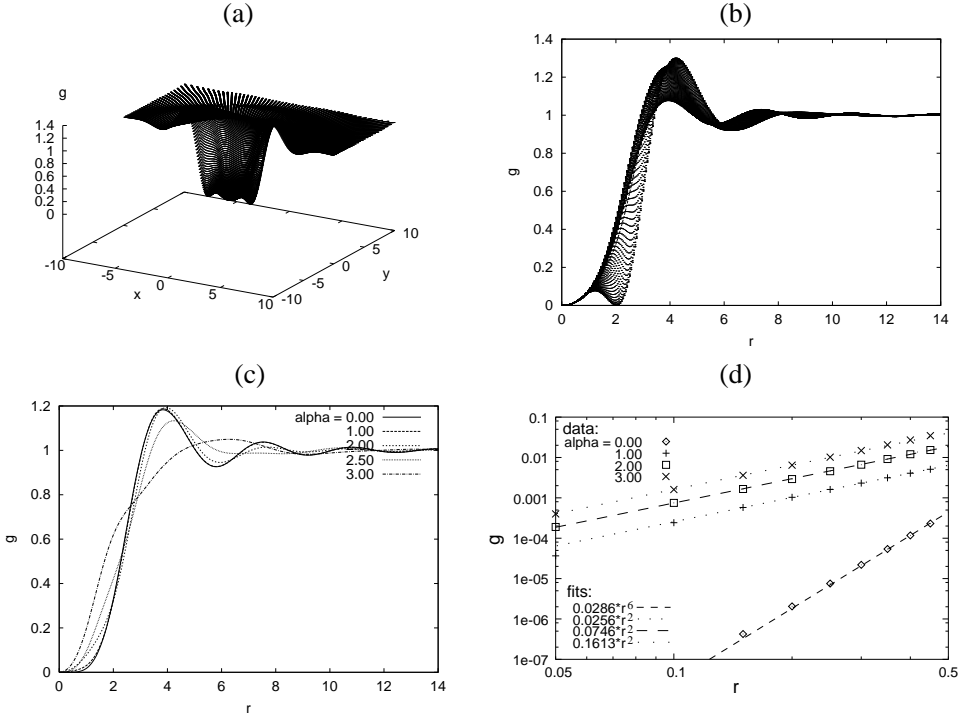 (a)
g
1.4
1.2
1
0.8
0.6
0.4
0.2
0
-10
-5
0
5
10
x
-10
-5
0
5
10
y
(b)
1.4
1.2
1
0.8
0.6
0.4
0.2
0
g
0 2 4 6 8 10 12 14
r
(c)
1.2
1
0.8
0.6
0.4
0.2
0
g
alpha = 0.00
1.00
2.00
2.50
3.00
0 2 4 6 8 10 12 14
r
(d)
0.1
0.01
0.001
1e-04
1e-05
1e-06
1e-07
g
data:
alpha = 0.00
1.00
2.00
3.00
fits:
0.0286*r^6
0.0256*r^2
0.0746*r^2
0.1613*r^2
0.05 0.1 0.5
r